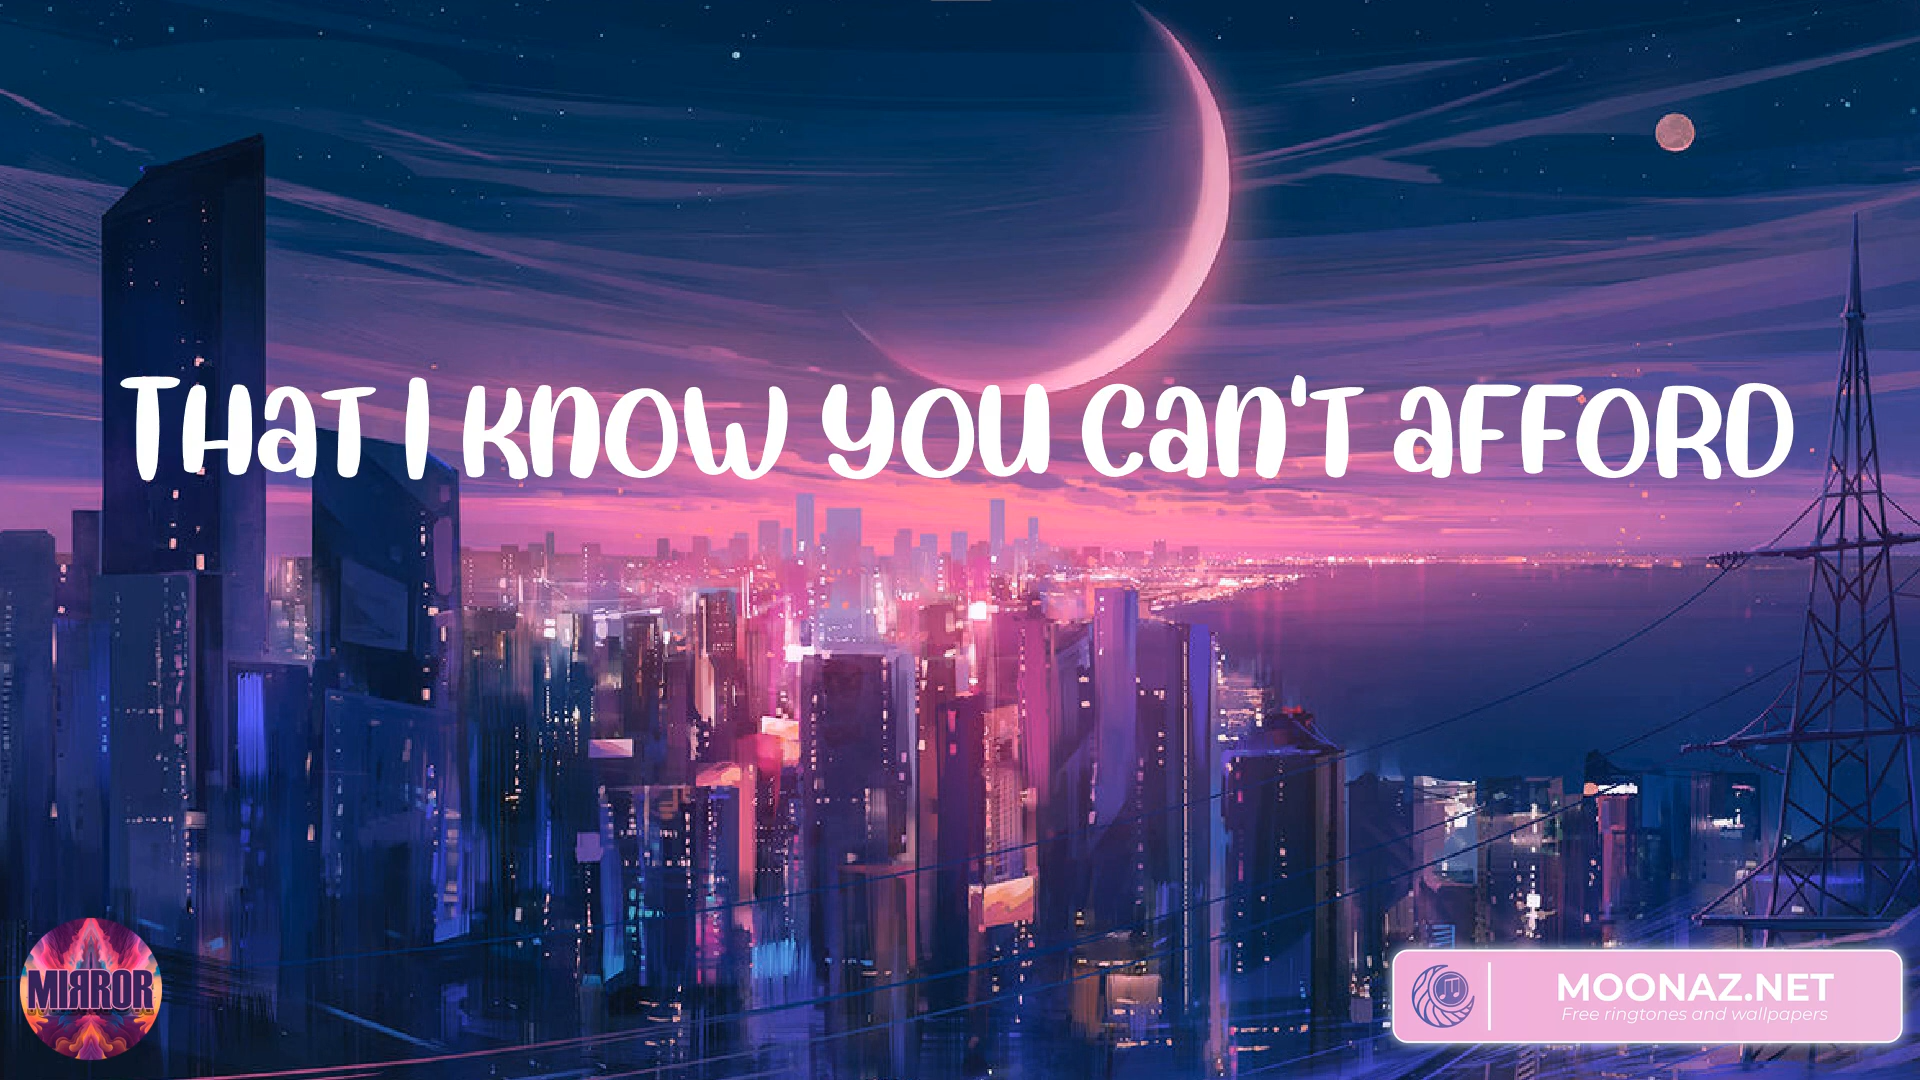 THAT I KNOW YOU CAN'T AFFORD
MIRROR
MOONAZ.NET
Free ringtones and wallpapers